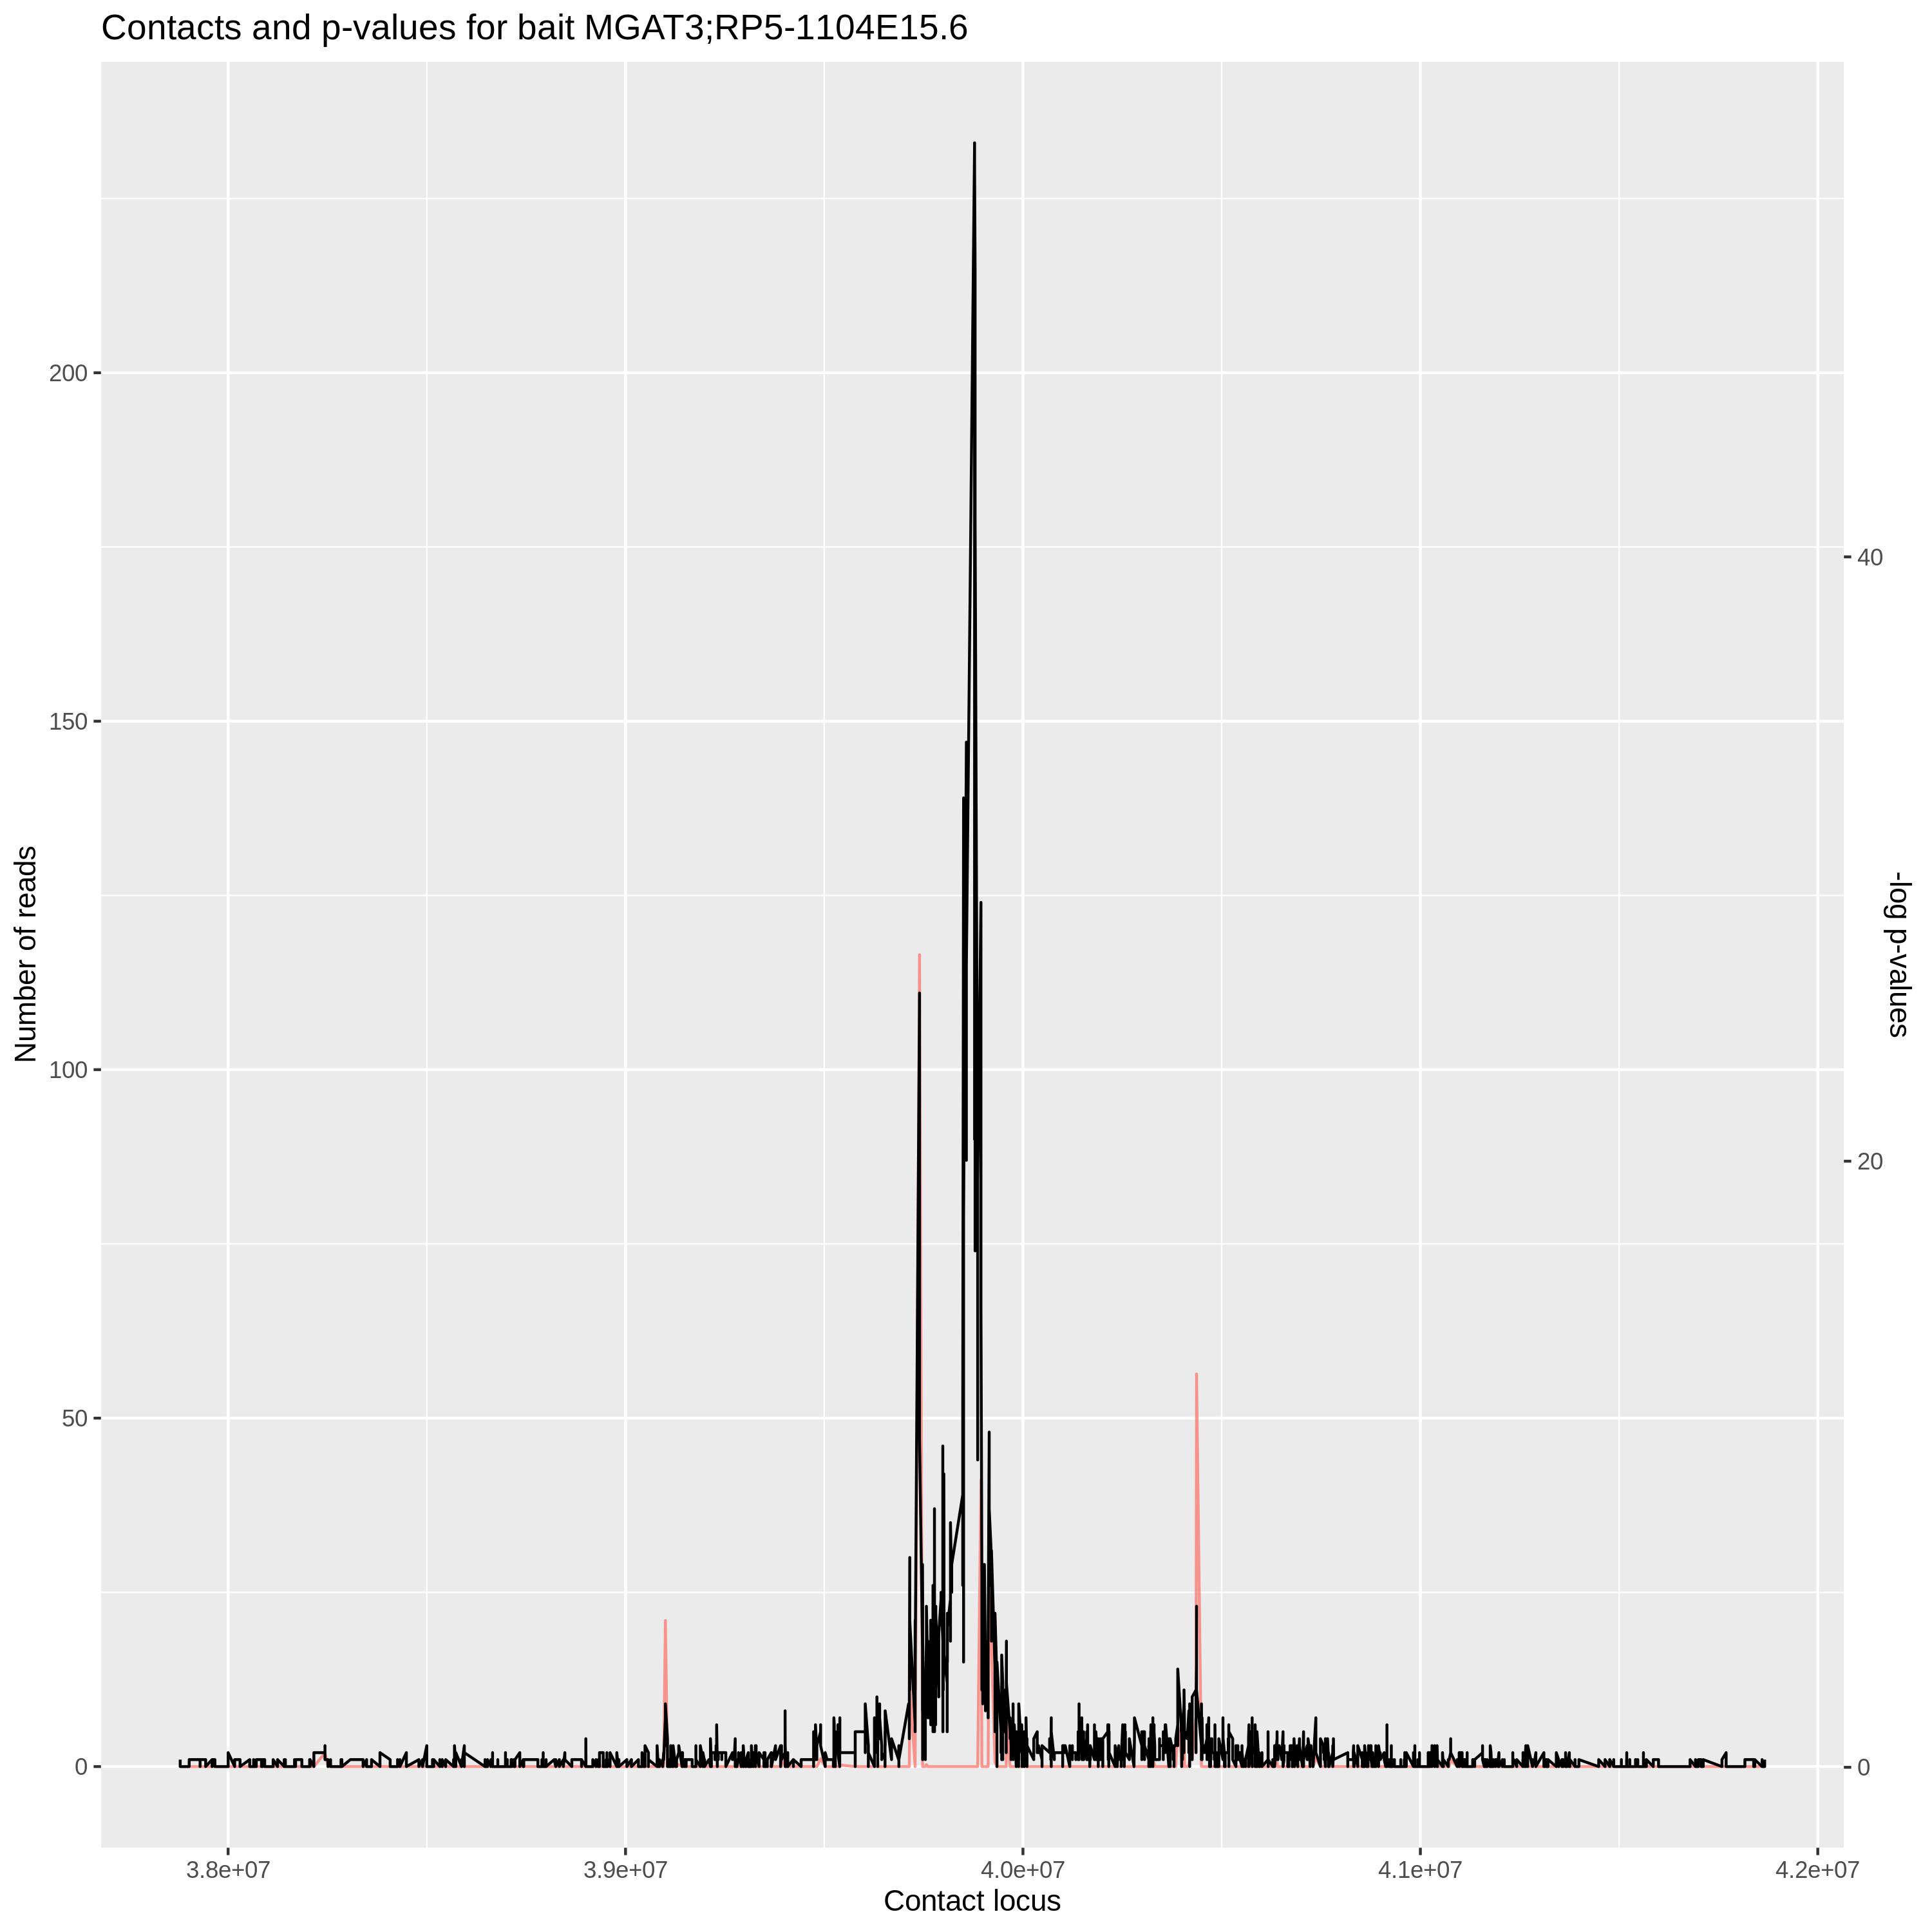 Contacts and p-values for bait MGAT3;RP5-1104E15.6
200
150
100
50
0
Number of reads
40
20
0
-log p-values
3.8e+07
3.9e+07
4.0e+07
4.1e+07
4.2e+07
Contact locus